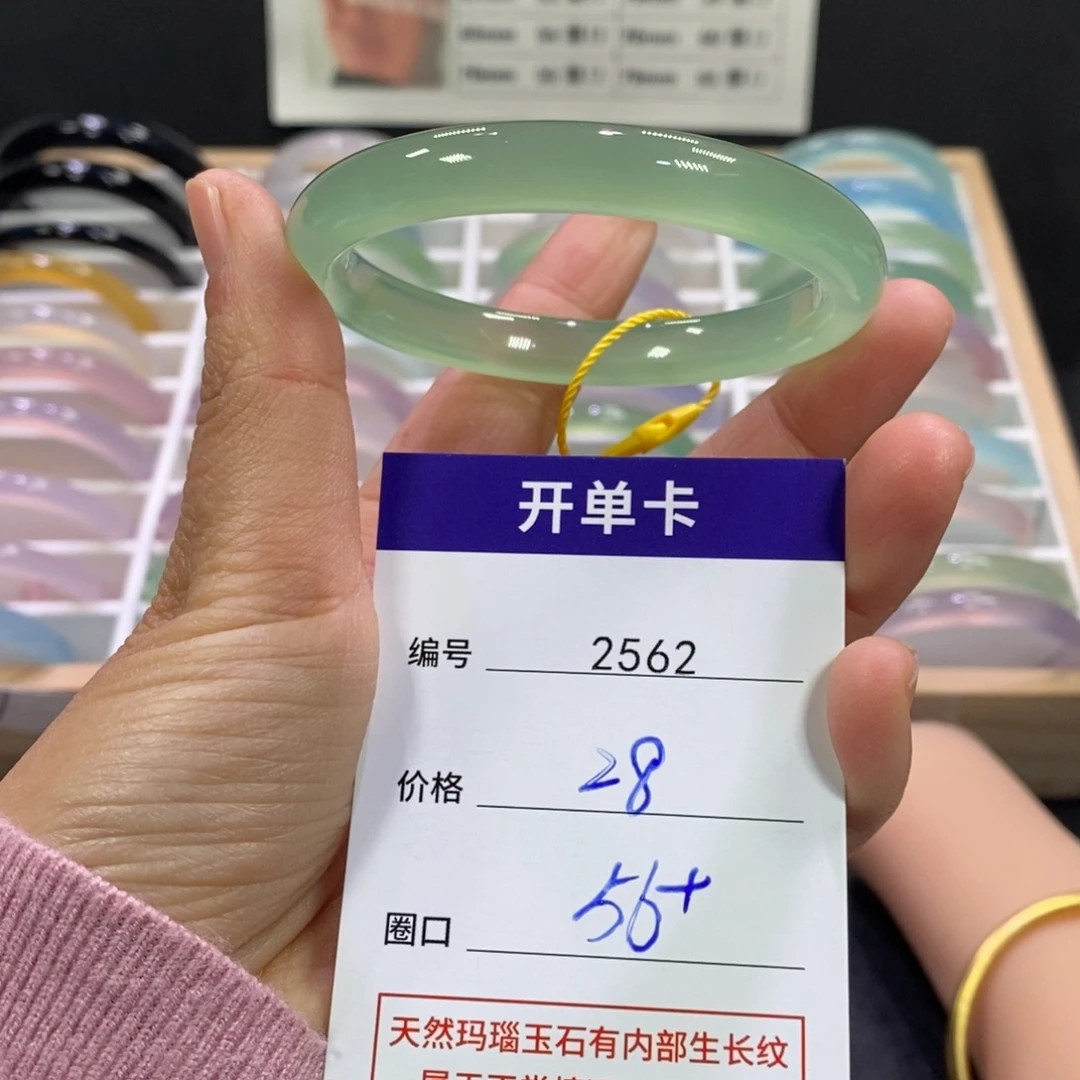 开单卡
编号 2562
价格 28
圈口 56+
天然玛瑙玉石有内部生长纹